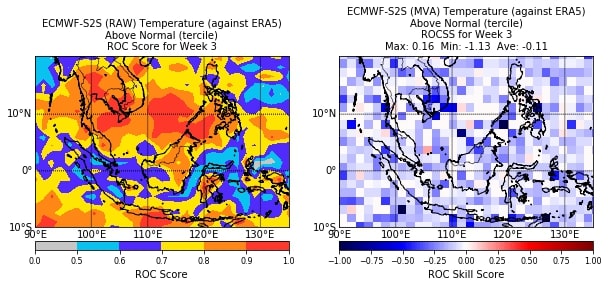 ECMWF-S2S (RAW) Temperature (against ERA5)
Above Normal (tercile)
ROC Score for Week 3
10°N
0°
10°S
90°E 100°E 110°E 120°E 130°E
0.0 0.5 0.6 0.7 0.8 0.9 1.0
ROC Score
ECMWF-S2S (MVA) Temperature (against ERA5)
Above Normal (tercile)
ROCSS for Week 3
Max: 0.16 Min: -1.13 Ave: -0.11
10°N
0°
10°S
90°E 100°E 110°E 120°E 130°E
−1.00 −0.75 −0.50 −0.25 0.00 0.25 0.50 0.75 1.00
ROC Skill Score